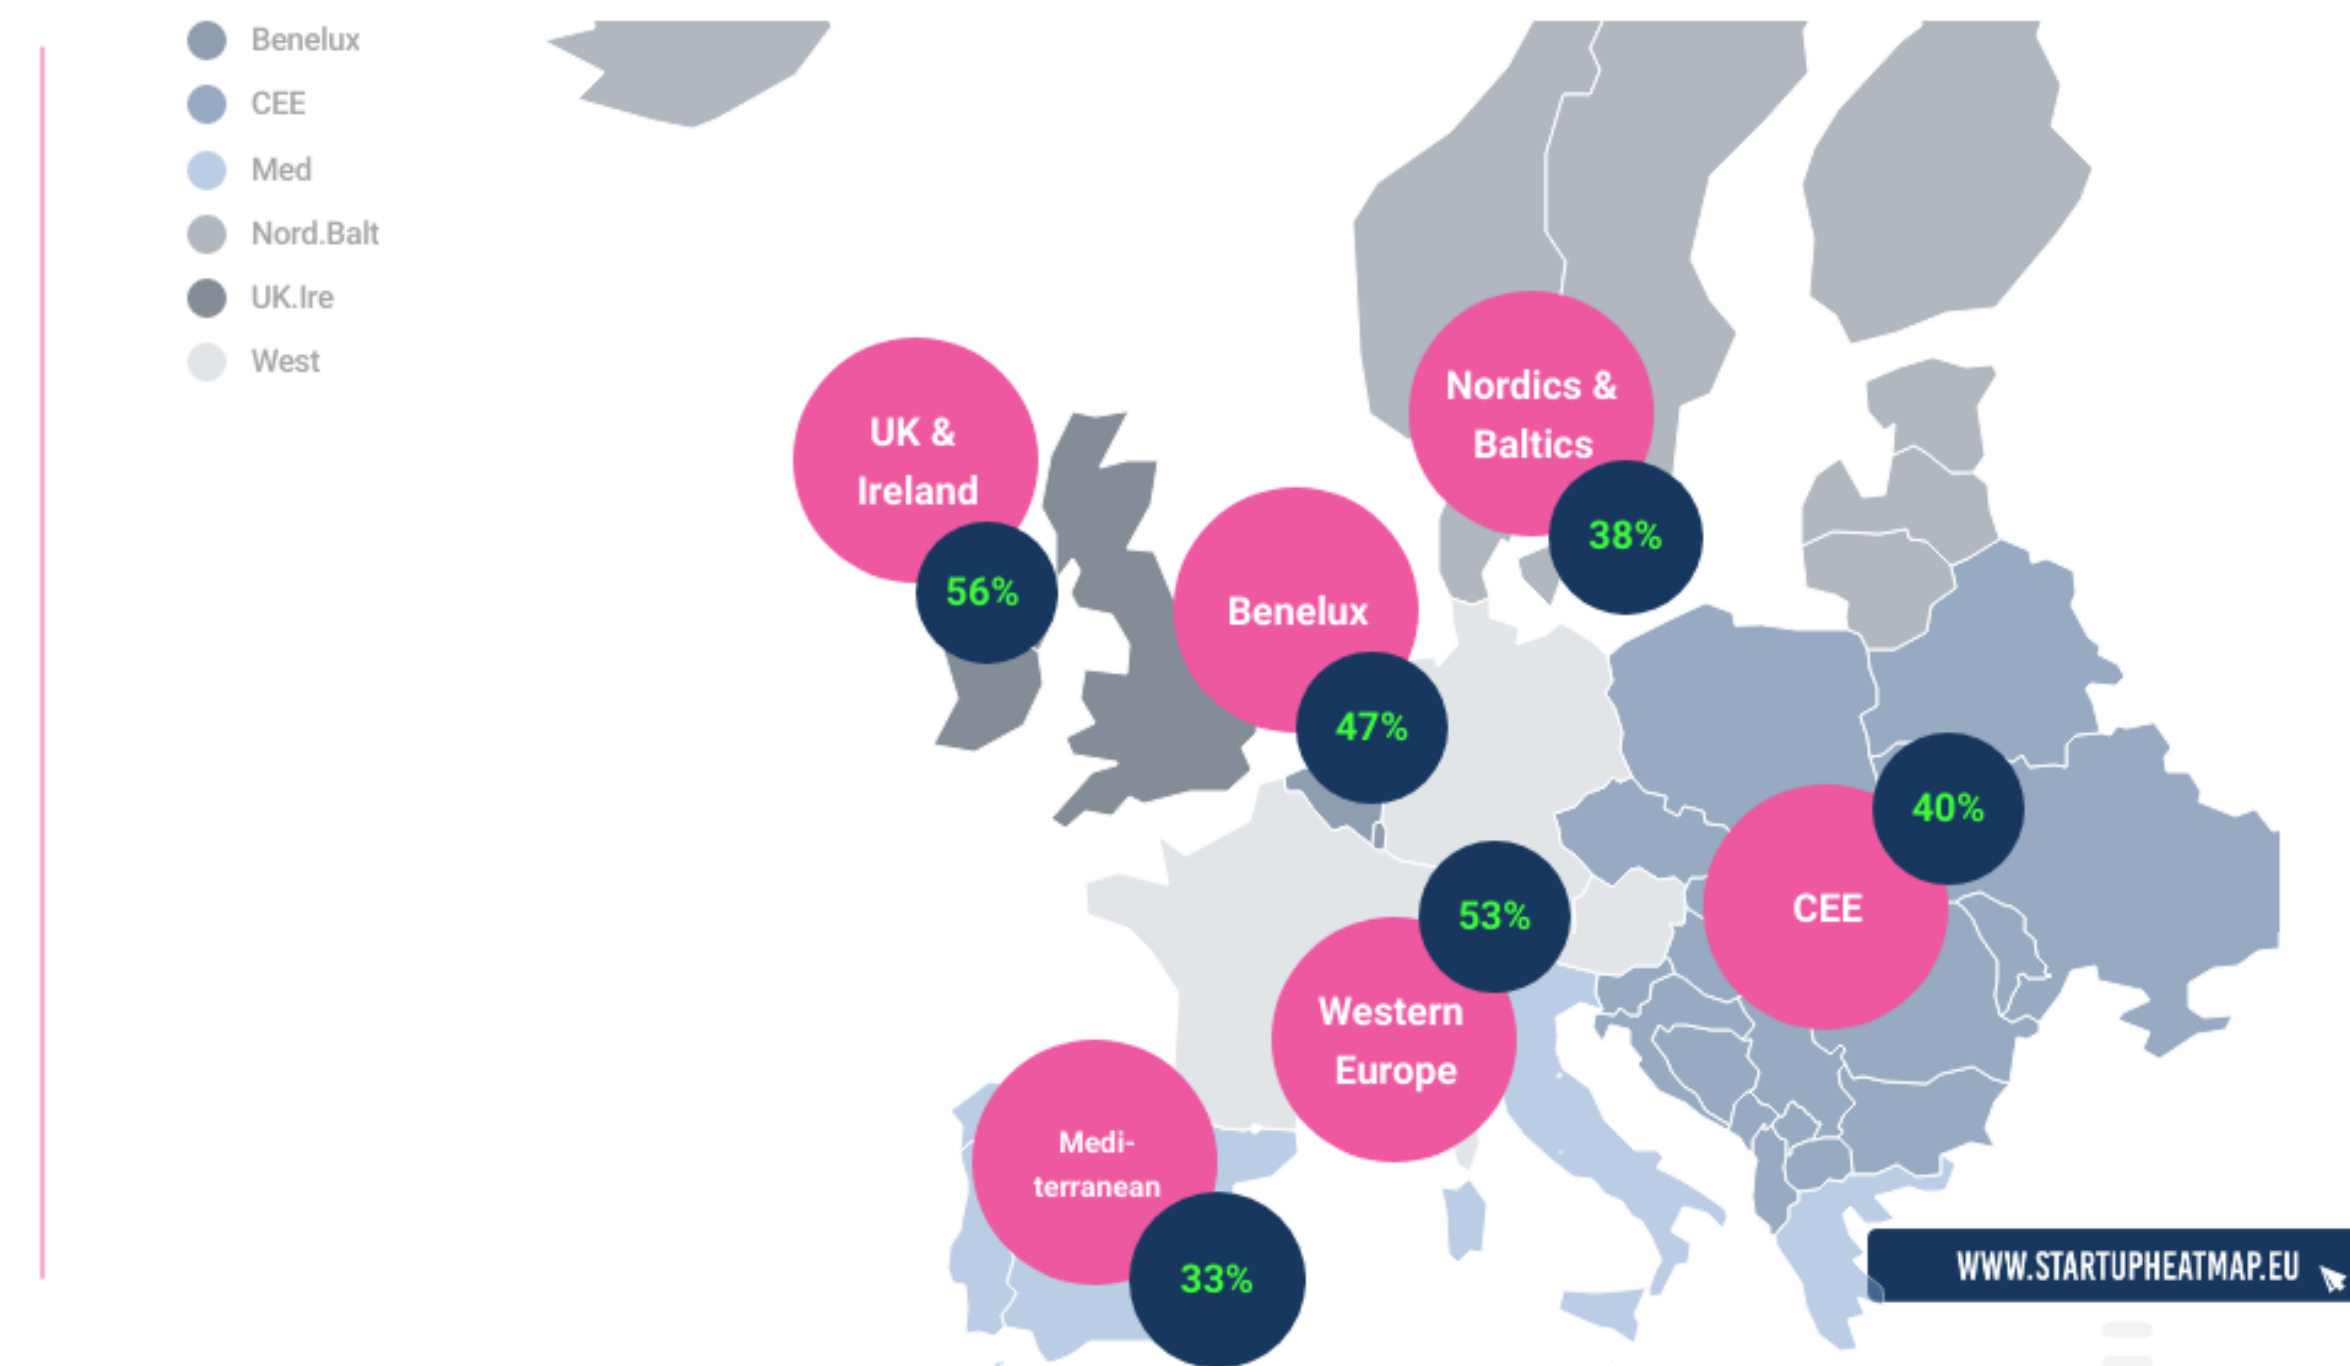 Benelux
CEE
Med
Nord.Balt
UK.Ire
West
Nordics &
Baltics
38%
UK &
Ireland
56%
Benelux
47%
40%
CEE
53%
Western
Europe
Medi-
terranean
33%
WWW.STARTUPHEATMAP.EU